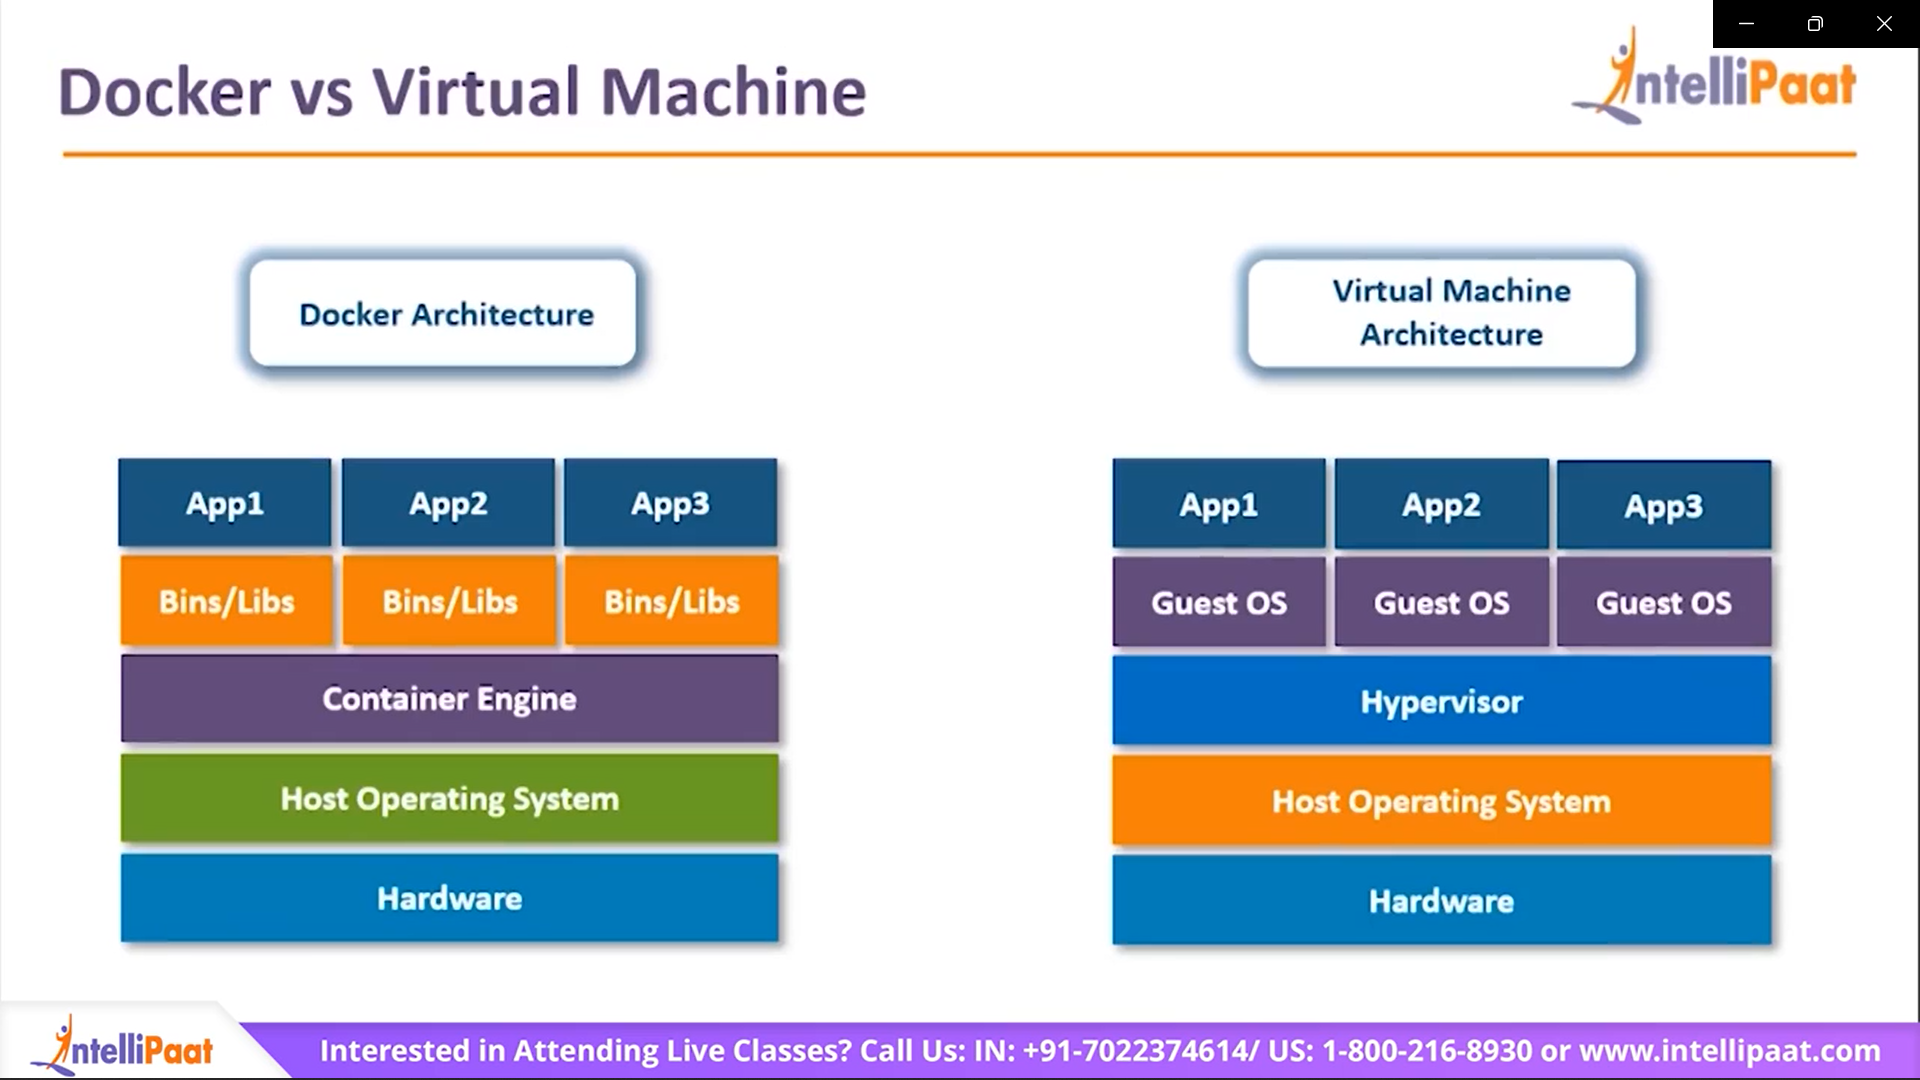 Docker vs Virtual Machine
IntelliPaat
Docker Architecture
Virtual Machine
Architecture
App1 App2 App3
Bins/Libs Bins/Libs Bins/Libs
Container Engine
Host Operating System
Hardware
App1 App2 App3
Guest OS Guest OS Guest OS
Hypervisor
Host Operating System
Hardware
IntelliPaat
Interested in Attending Live Classes? Call Us: IN: +91-7022374614/ US: 1-800-216-8930 or www.intellipaat.com